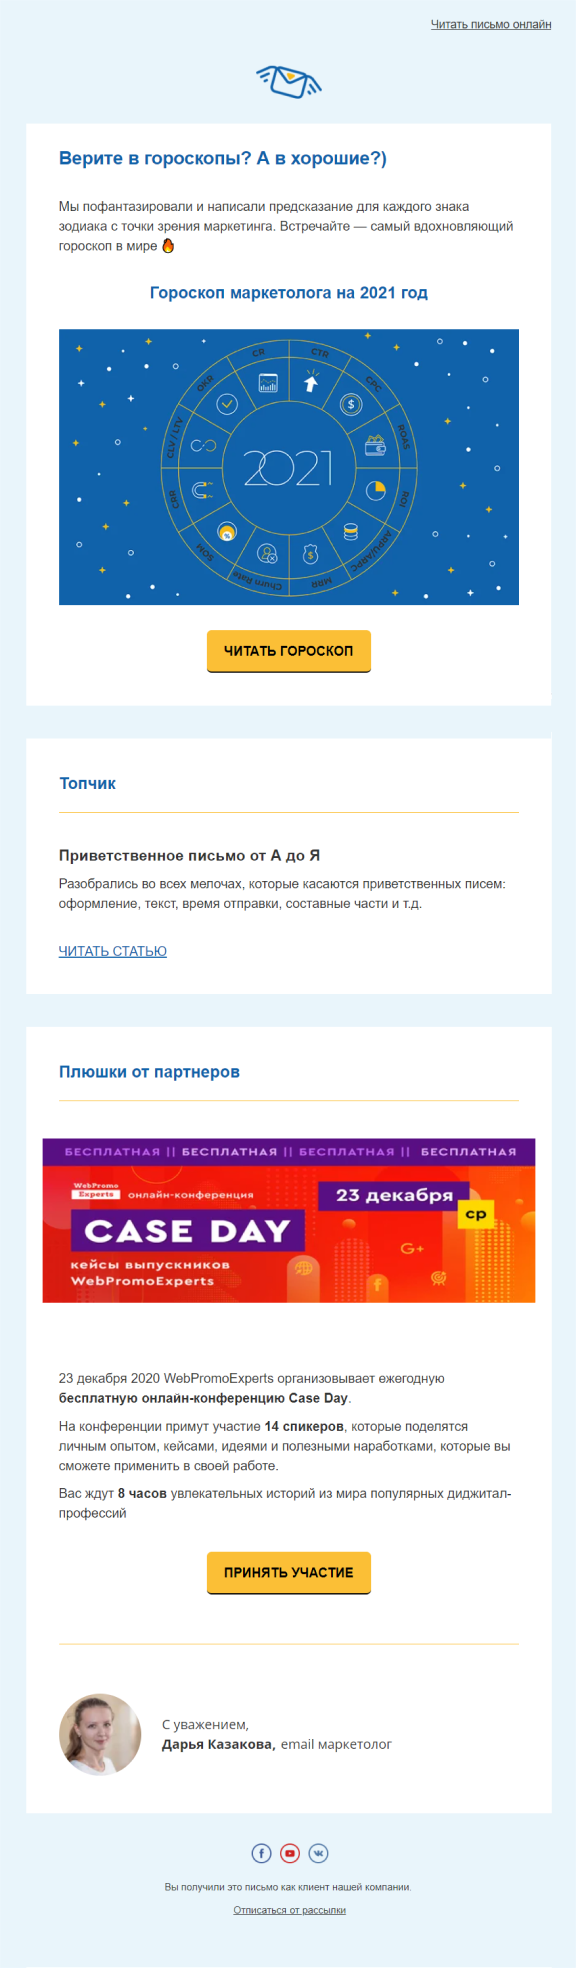 Читать письмо онлайн
Верите в гороскопы? А в хорошие?)
Мы пофантазировали и написали предсказание для каждого знака
зодиака с точки зрения маркетинга. Встречайте — самый вдохновляющий
гороскоп в мире 🔥
Гороскоп маркетолога на 2021 год
CR
CTR
CPC
ROAS
ROI
ARPU/ARPC
MRR
Churn Rate
SOM
CRR
CLV / LTV
OKR
2021
ЧИТАТЬ ГОРОСКОП
Топчик
Приветственное письмо от А до Я
Разобрались во всех мелочах, которые касаются приветственных писем:
оформление, текст, время отправки, составные части и т.д.
ЧИТАТЬ СТАТЬЮ
Плюшки от партнеров
БЕСПЛАТНАЯ || БЕСПЛАТНАЯ || БЕСПЛАТНАЯ || БЕСПЛАТНАЯ
WebPromo
Experts
онлайн-конференция
23 декабря
ср
CASE DAY
G+
кейсы выпускников
WebPromoExperts
23 декабря 2020 WebPromoExperts организовывает ежегодную
бесплатную онлайн-конференцию Case Day.
На конференции примут участие 14 спикеров, которые поделятся
личным опытом, кейсами, идеями и полезными наработками, которые вы
сможете применить в своей работе.
Вас ждут 8 часов увлекательных историй из мира популярных диджитал-
профессий
ПРИНЯТЬ УЧАСТИЕ
С уважением,
Дарья Казакова, email маркетолог
Вы получили это письмо как клиент нашей компании.
Отписаться от рассылки